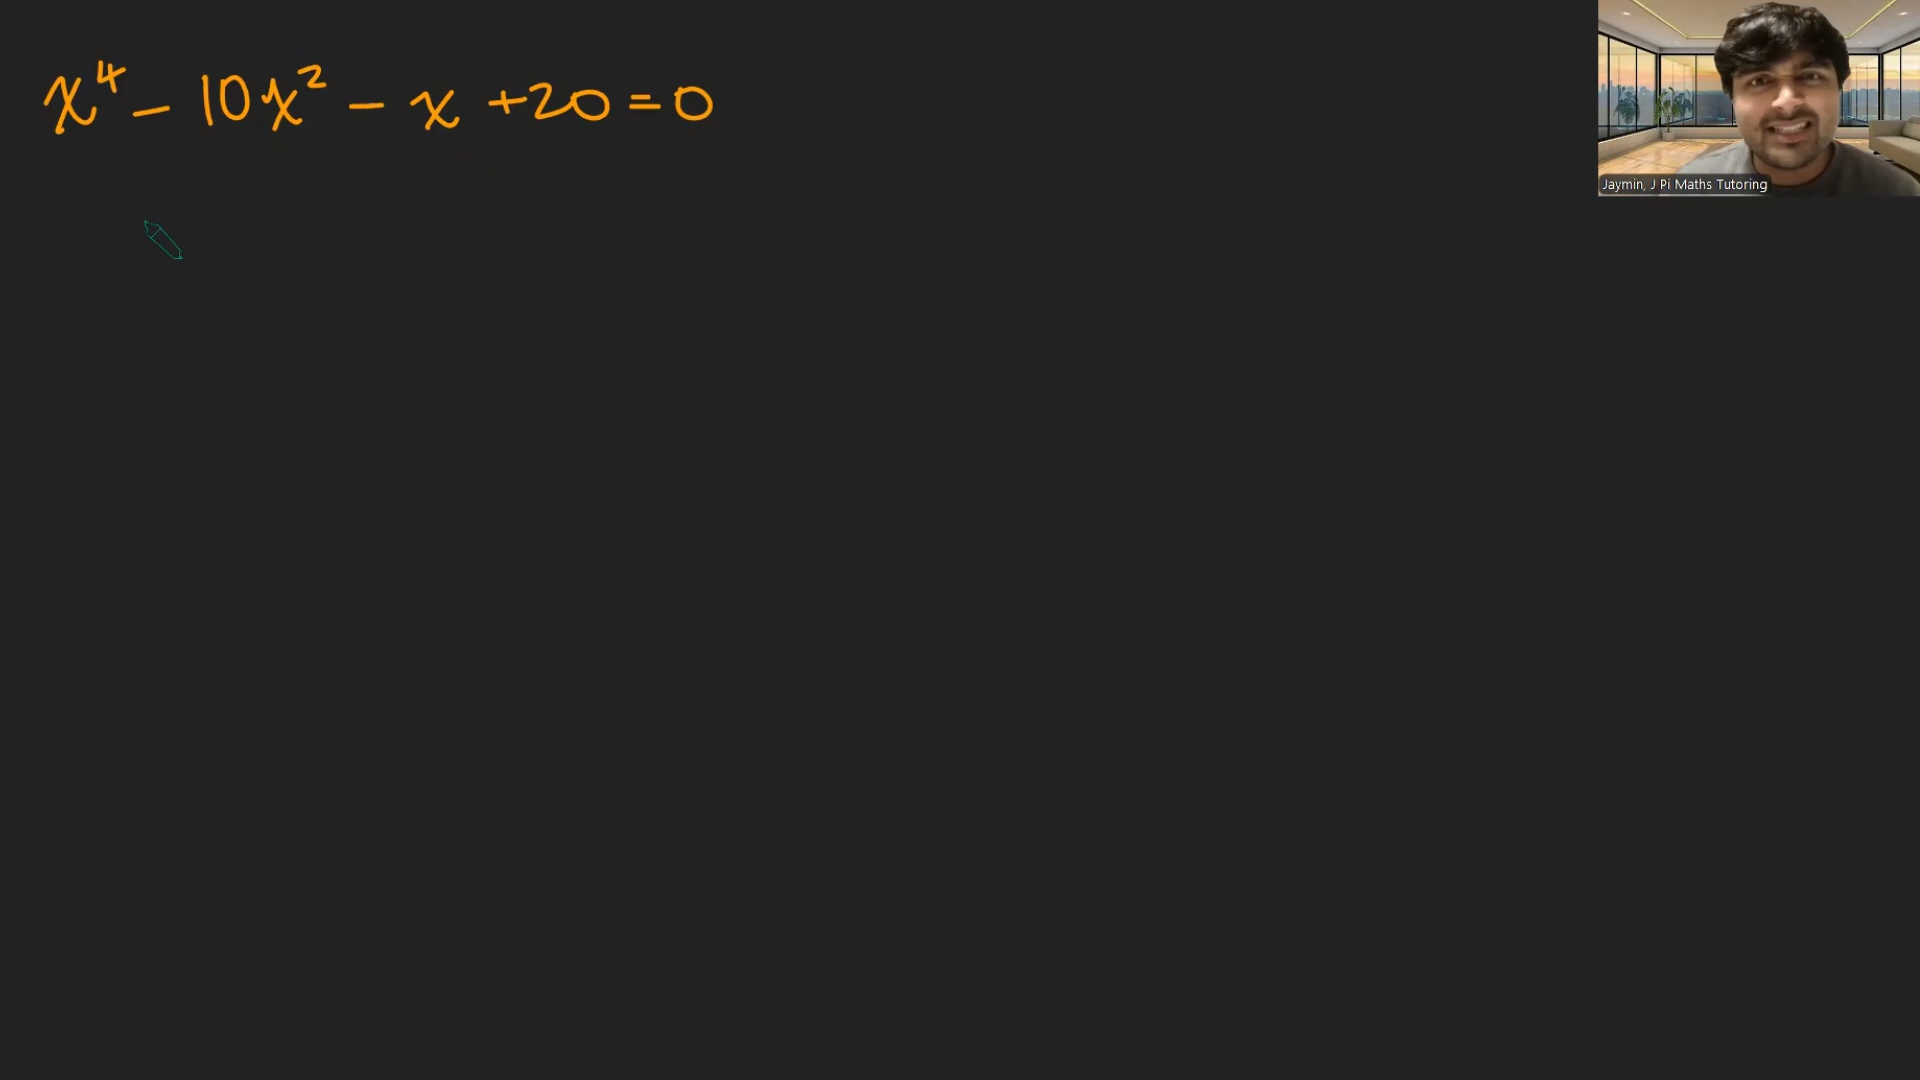 x⁴ - 10x² - x + 20 = 0
Jaymin, J Pi Maths Tutoring